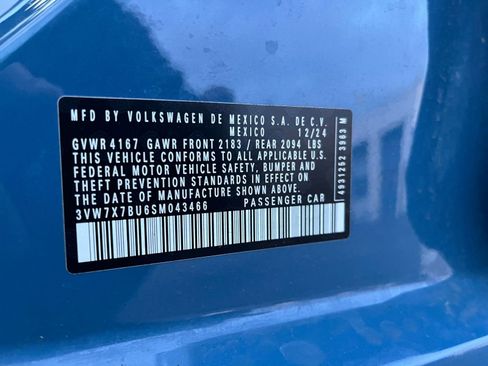 MFD BY VOLKSWAGEN DE MEXICO S.A. DE C.V.
MEXICO 12/24
GVWR 4167 GAWR FRONT 2183 / REAR 2094 LBS
THIS VEHICLE CONFORMS TO ALL APPLICABLE U.S.
FEDERAL MOTOR VEHICLE SAFETY, BUMPER AND
THEFT PREVENTION STANDARDS IN EFFECT ON
THE DATE OF MANUFACTURE SHOWN ABOVE.
3VW7X7BU6SM043466 PASSENGER CAR
4991252 3963 M